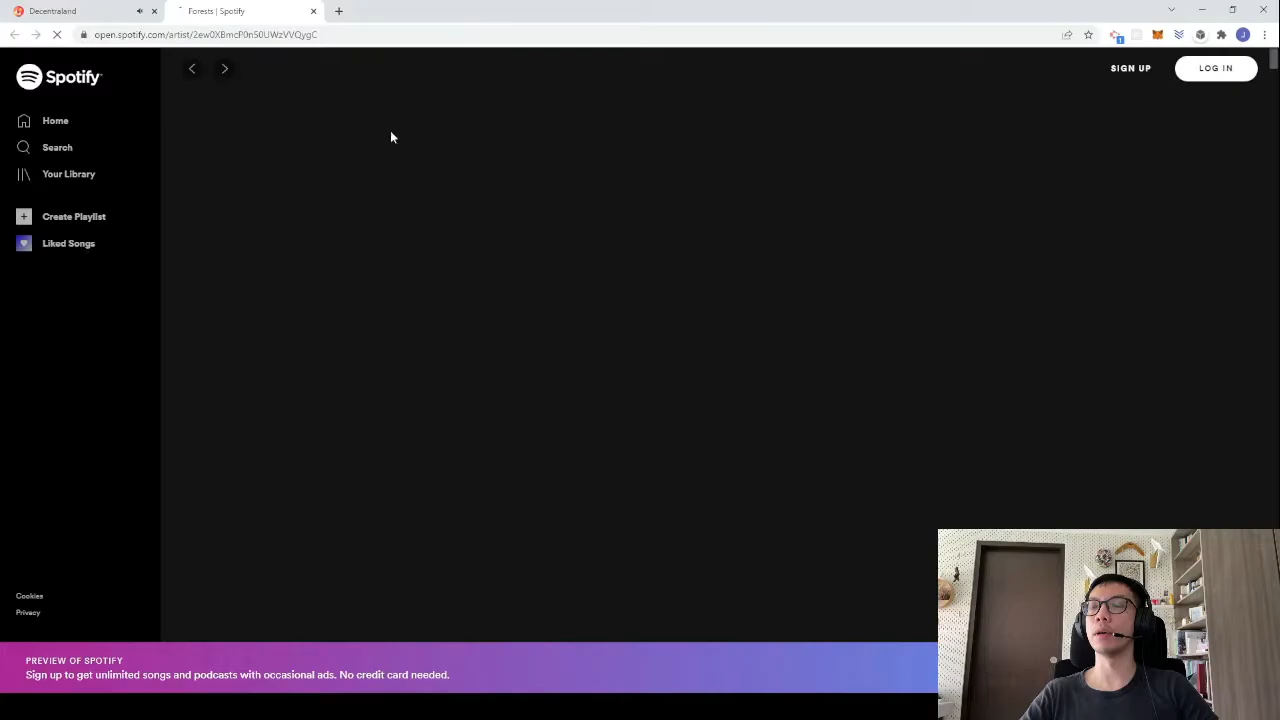 Decentraland
Forests | Spotify
open.spotify.com/artist/2ew0XBmcP0n50UWzVVQygC
1
J
Spotify
SIGN UP
LOG IN
Home
Search
Your Library
Create Playlist
Liked Songs
Cookies
Privacy
PREVIEW OF SPOTIFY
Sign up to get unlimited songs and podcasts with occasional ads. No credit card needed.